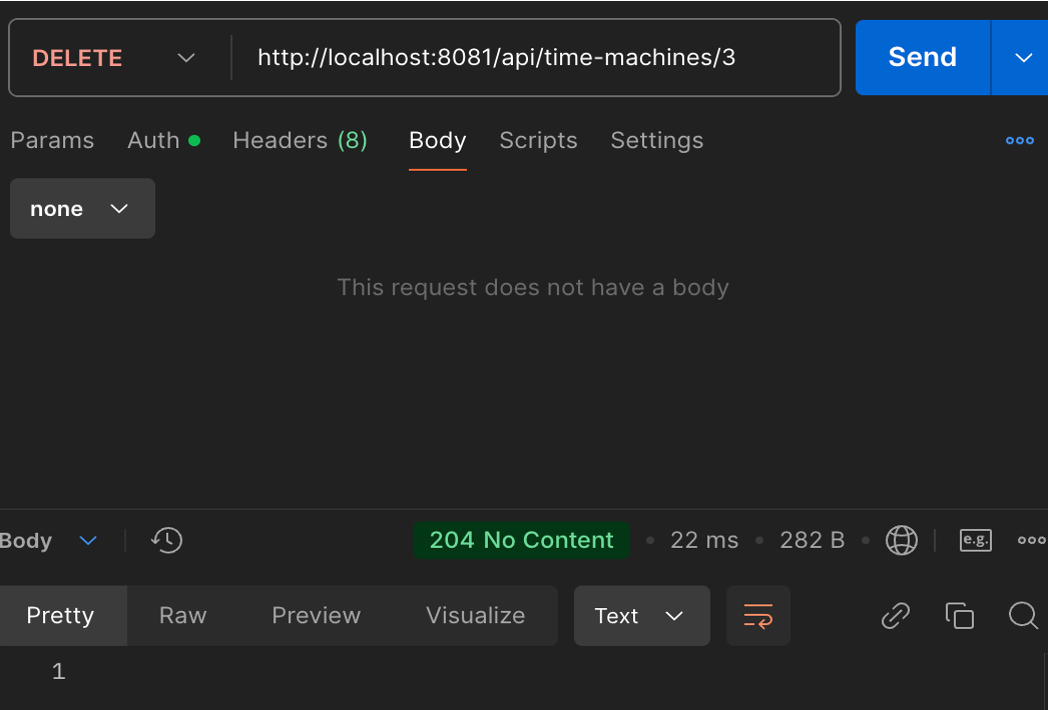 DELETE http://localhost:8081/api/time-machines/3 Send
Params Auth Headers (8) Body Scripts Settings
none
This request does not have a body
Body 204 No Content • 22 ms • 282 B • e.g.
Pretty Raw Preview Visualize Text
1